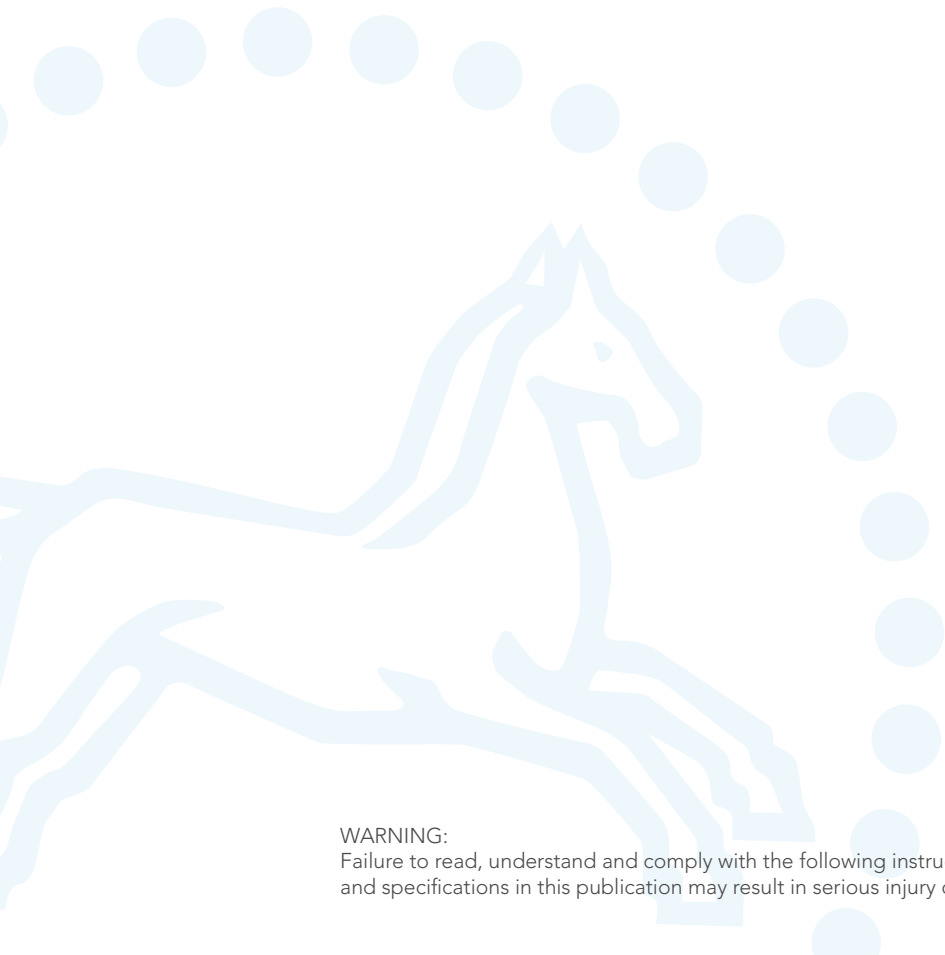 WARNING:
Failure to read, understand and comply with the following
and specifications in this publication may result in serious injury